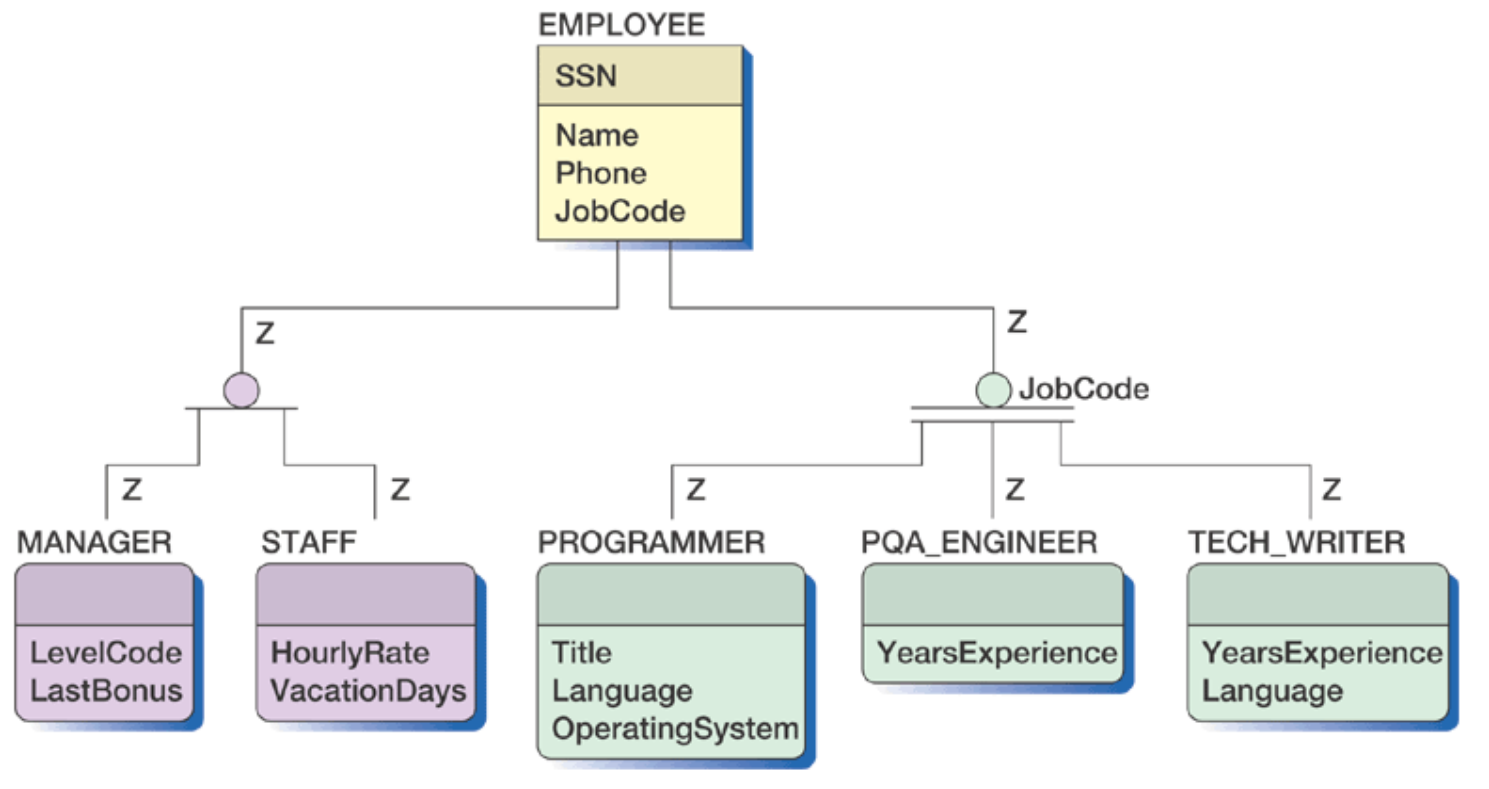 EMPLOYEE
SSN
Name
Phone
JobCode
Z
Z
JobCode
Z
Z
Z
Z
Z
MANAGER
LevelCode
LastBonus
STAFF
HourlyRate
VacationDays
PROGRAMMER
Title
Language
OperatingSystem
PQA_ENGINEER
YearsExperience
TECH_WRITER
YearsExperience
Language